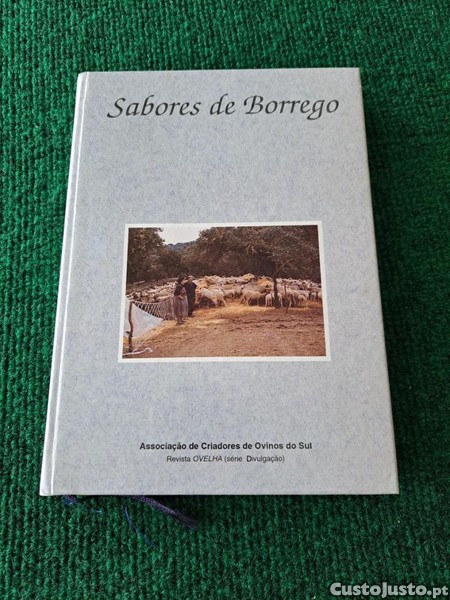 Sabores de Borrego
Associação de Criadores de Ovinos do Sul
Revista OVELHA (série Divulgação)
CustoJusto.pt